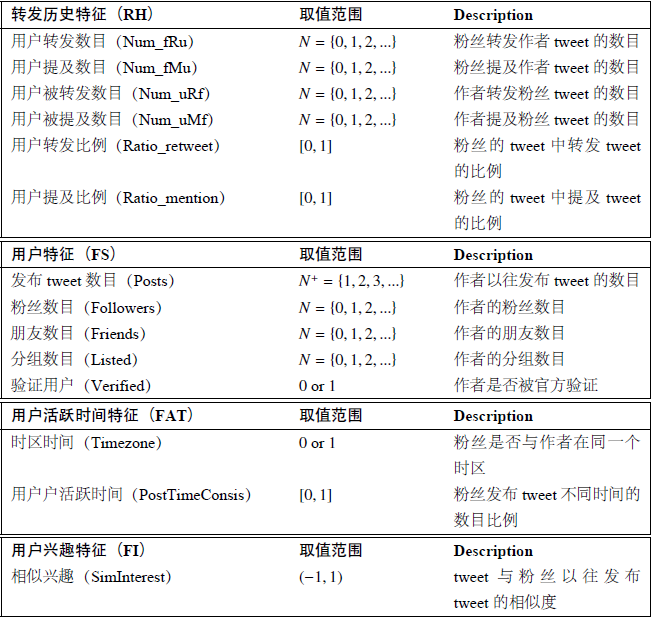 转发历史特征（RH） 取值范围 Description
用户转发数目（Num_fRu） N = {0, 1, 2, ...} 粉丝转发作者 tweet 的数目
用户提及数目（Num_fMu） N = {0, 1, 2, ...} 粉丝提及作者 tweet 的数目
用户被转发数目（Num_uRf） N = {0, 1, 2, ...} 作者转发粉丝 tweet 的数目
用户被提及数目（Num_uMf） N = {0, 1, 2, ...} 作者提及粉丝 tweet 的数目
用户转发比例（Ratio_retweet） [0, 1] 粉丝的 tweet 中转发 tweet
的比例
用户提及比例（Ratio_mention） [0, 1] 粉丝的 tweet 中提及 tweet
的比例
用户特征（FS） 取值范围 Description
发布 tweet 数目（Posts） N⁺ = {1, 2, 3, ...} 作者以往发布 tweet 的数目
粉丝数目（Followers） N = {0, 1, 2, ...} 作者的粉丝数目
朋友数目（Friends） N = {0, 1, 2, ...} 作者的朋友数目
分组数目（Listed） N = {0, 1, 2, ...} 作者的分组数目
验证用户（Verified） 0 or 1 作者是否被官方验证
用户活跃时间特征（FAT） 取值范围 Description
时区时间（Timezone） 0 or 1 粉丝是否与作者在同一个
时区
用户户活跃时间（PostTimeConsis） [0, 1] 粉丝发布 tweet 不同时间的
数目比例
用户兴趣特征（FI） 取值范围 Description
相似兴趣（SimInterest） (−1, 1) tweet 与粉丝以往发布
tweet 的相似度